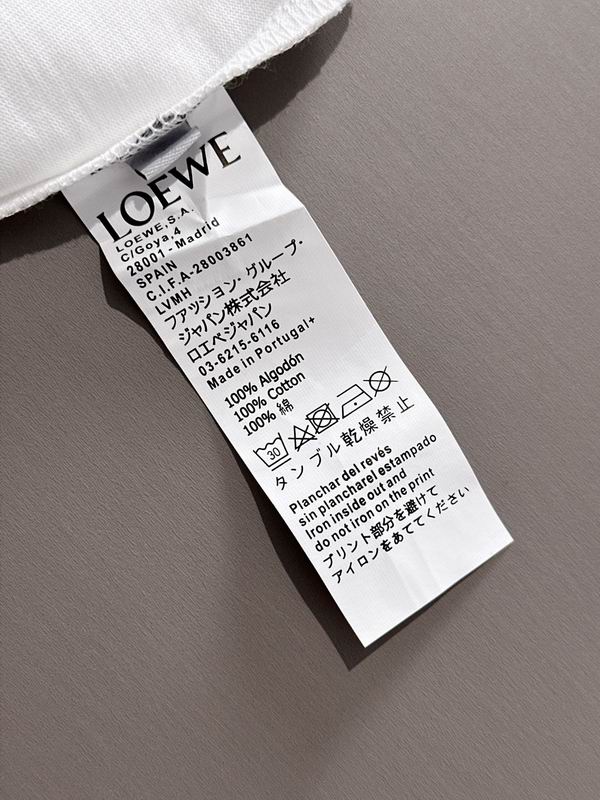 LOEWE
LOEWE,S.A.
C/Goya,4
28001-Madrid
SPAIN
C.I.F.A-28003861
LVMH
ファッション・グループ・
ジャパン株式会社
ロエベジャパン
03-6215-6116
Made in Portugal+
100% Algodón
100% Cotton
100% 綿
30
タンブル乾燥禁止
Planchar del revés
sin plancharel estampado
Iron inside out and
do not iron on the print
プリント部分を避けて
アイロンをあててください